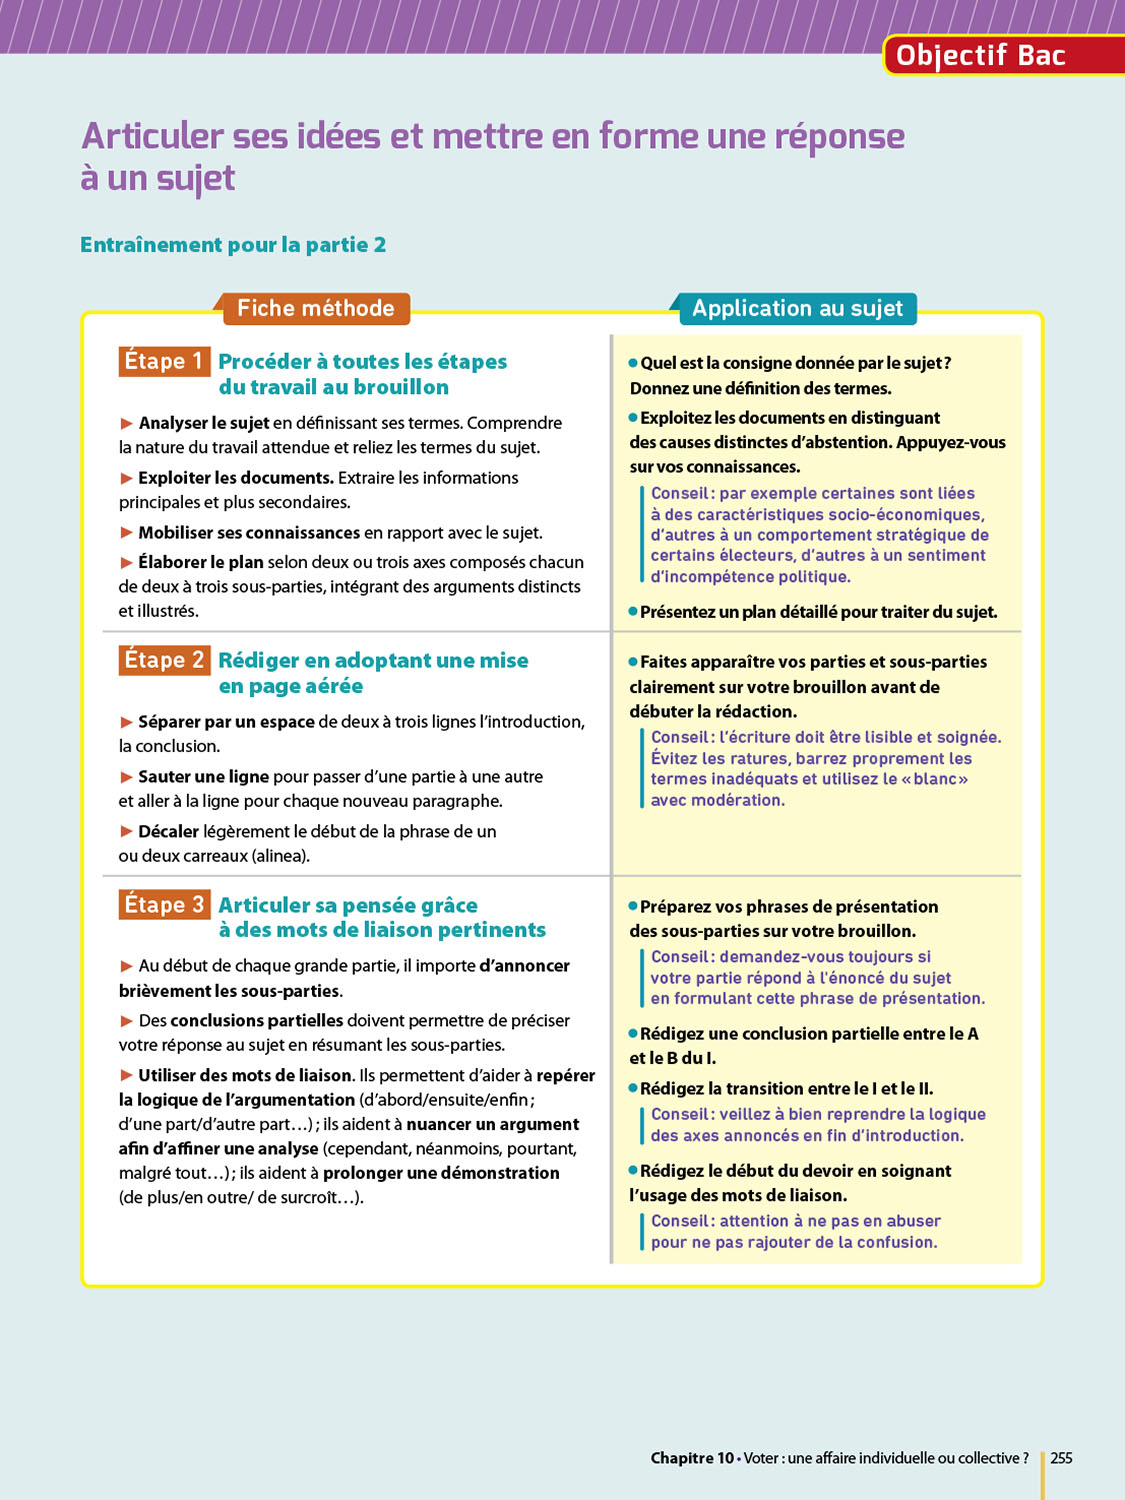 Objectif Bac
Articuler ses idées et mettre en forme une réponse
à un sujet
Entraînement pour la partie 2
Fiche méthode
Étape 1 Procéder à toutes les étapes
du travail au brouillon
► Analyser le sujet en définissant ses termes. Comprendre
la nature du travail attendue et reliez les termes du sujet.
► Exploiter les documents. Extraire les informations
principales et plus secondaires.
► Mobiliser ses connaissances en rapport avec le sujet.
► Élaborer le plan selon deux ou trois axes composés chacun
de deux à trois sous-parties, intégrant des arguments distincts
et illustrés.
Application au sujet
• Quel est la consigne donnée par le sujet ?
Donnez une définition des termes.
• Exploitez les documents en distinguant
des causes distinctes d’abstention. Appuyez-vous
sur vos connaissances.
Conseil : par exemple certaines sont liées
à des caractéristiques socio-économiques,
d’autres à un comportement stratégique de
certains électeurs, d’autres à un sentiment
d’incompétence politique.
• Présentez un plan détaillé pour traiter du sujet.
Étape 2 Rédiger en adoptant une mise
en page aérée
► Séparer par un espace de deux à trois lignes l’introduction,
la conclusion.
► Sauter une ligne pour passer d’une partie à une autre
et aller à la ligne pour chaque nouveau paragraphe.
► Décaler légèrement le début de la phrase de un
ou deux carreaux (alinea).
• Faites apparaître vos parties et sous-parties
clairement sur votre brouillon avant de
débuter la rédaction.
Conseil : l’écriture doit être lisible et soignée.
Évitez les ratures, barrez proprement les
termes inadéquats et utilisez le « blanc »
avec modération.
Étape 3 Articuler sa pensée grâce
à des mots de liaison pertinents
► Au début de chaque grande partie, il importe d’annoncer
brièvement les sous-parties.
► Des conclusions partielles doivent permettre de préciser
votre réponse au sujet en résumant les sous-parties.
► Utiliser des mots de liaison. Ils permettent d’aider à repérer
la logique de l’argumentation (d’abord/ensuite/enfin ;
d’une part/d’autre part…) ; ils aident à nuancer un argument
afin d’affiner une analyse (cependant, néanmoins, pourtant,
malgré tout…) ; ils aident à prolonger une démonstration
(de plus/en outre/ de surcroît…).
• Préparez vos phrases de présentation
des sous-parties sur votre brouillon.
Conseil : demandez-vous toujours si
votre partie répond à l'énoncé du sujet
en formulant cette phrase de présentation.
• Rédigez une conclusion partielle entre le A
et le B du I.
• Rédigez la transition entre le I et le II.
Conseil : veillez à bien reprendre la logique
des axes annoncés en fin d’introduction.
• Rédigez le début du devoir en soignant
l’usage des mots de liaison.
Conseil : attention à ne pas en abuser
pour ne pas rajouter de la confusion.
Chapitre 10 • Voter : une affaire individuelle ou collective ? 255